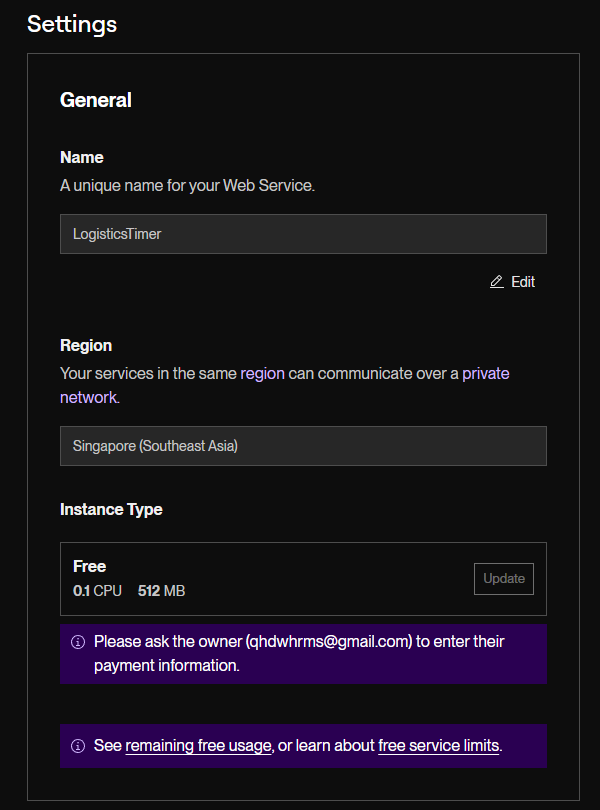 Settings
General
Name
A unique name for your Web Service.
LogisticsTimer
Edit
Region
Your services in the same region can communicate over a private
network.
Singapore (Southeast Asia)
Instance Type
Free
0.1 CPU 512 MB
Update
Please ask the owner (qhdwhrms@gmail.com) to enter their
payment information.
See remaining free usage, or learn about free service limits.